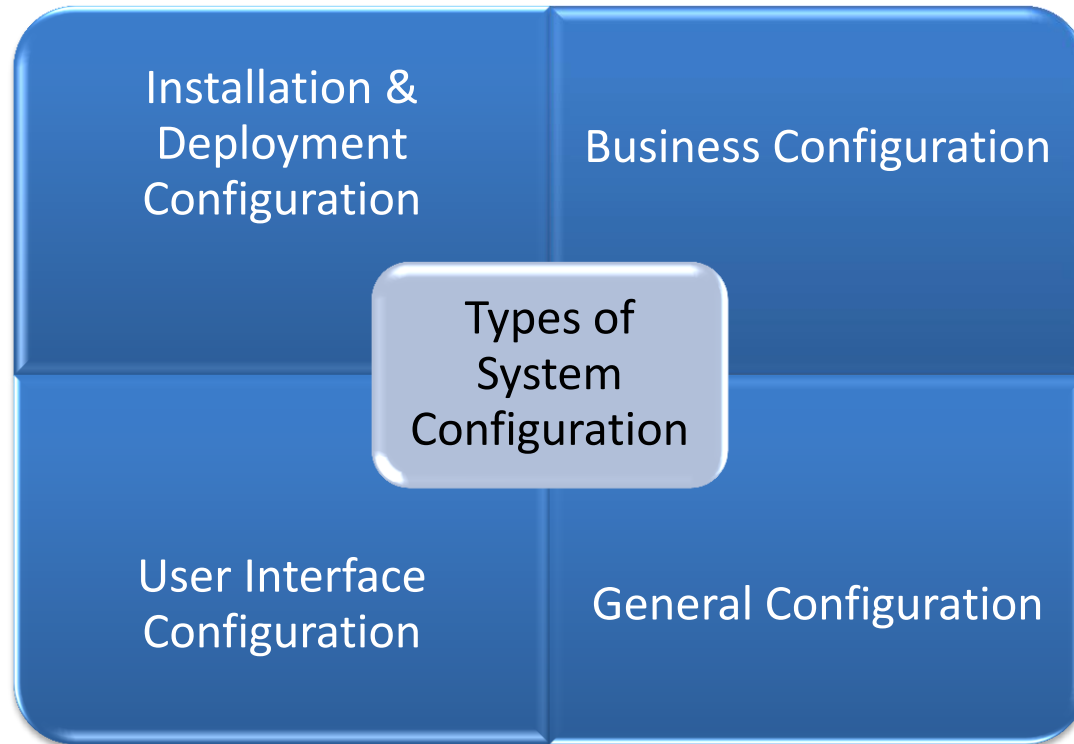 Installation &
Deployment
Configuration
Business Configuration
Types of
System
Configuration
User Interface
Configuration
General Configuration